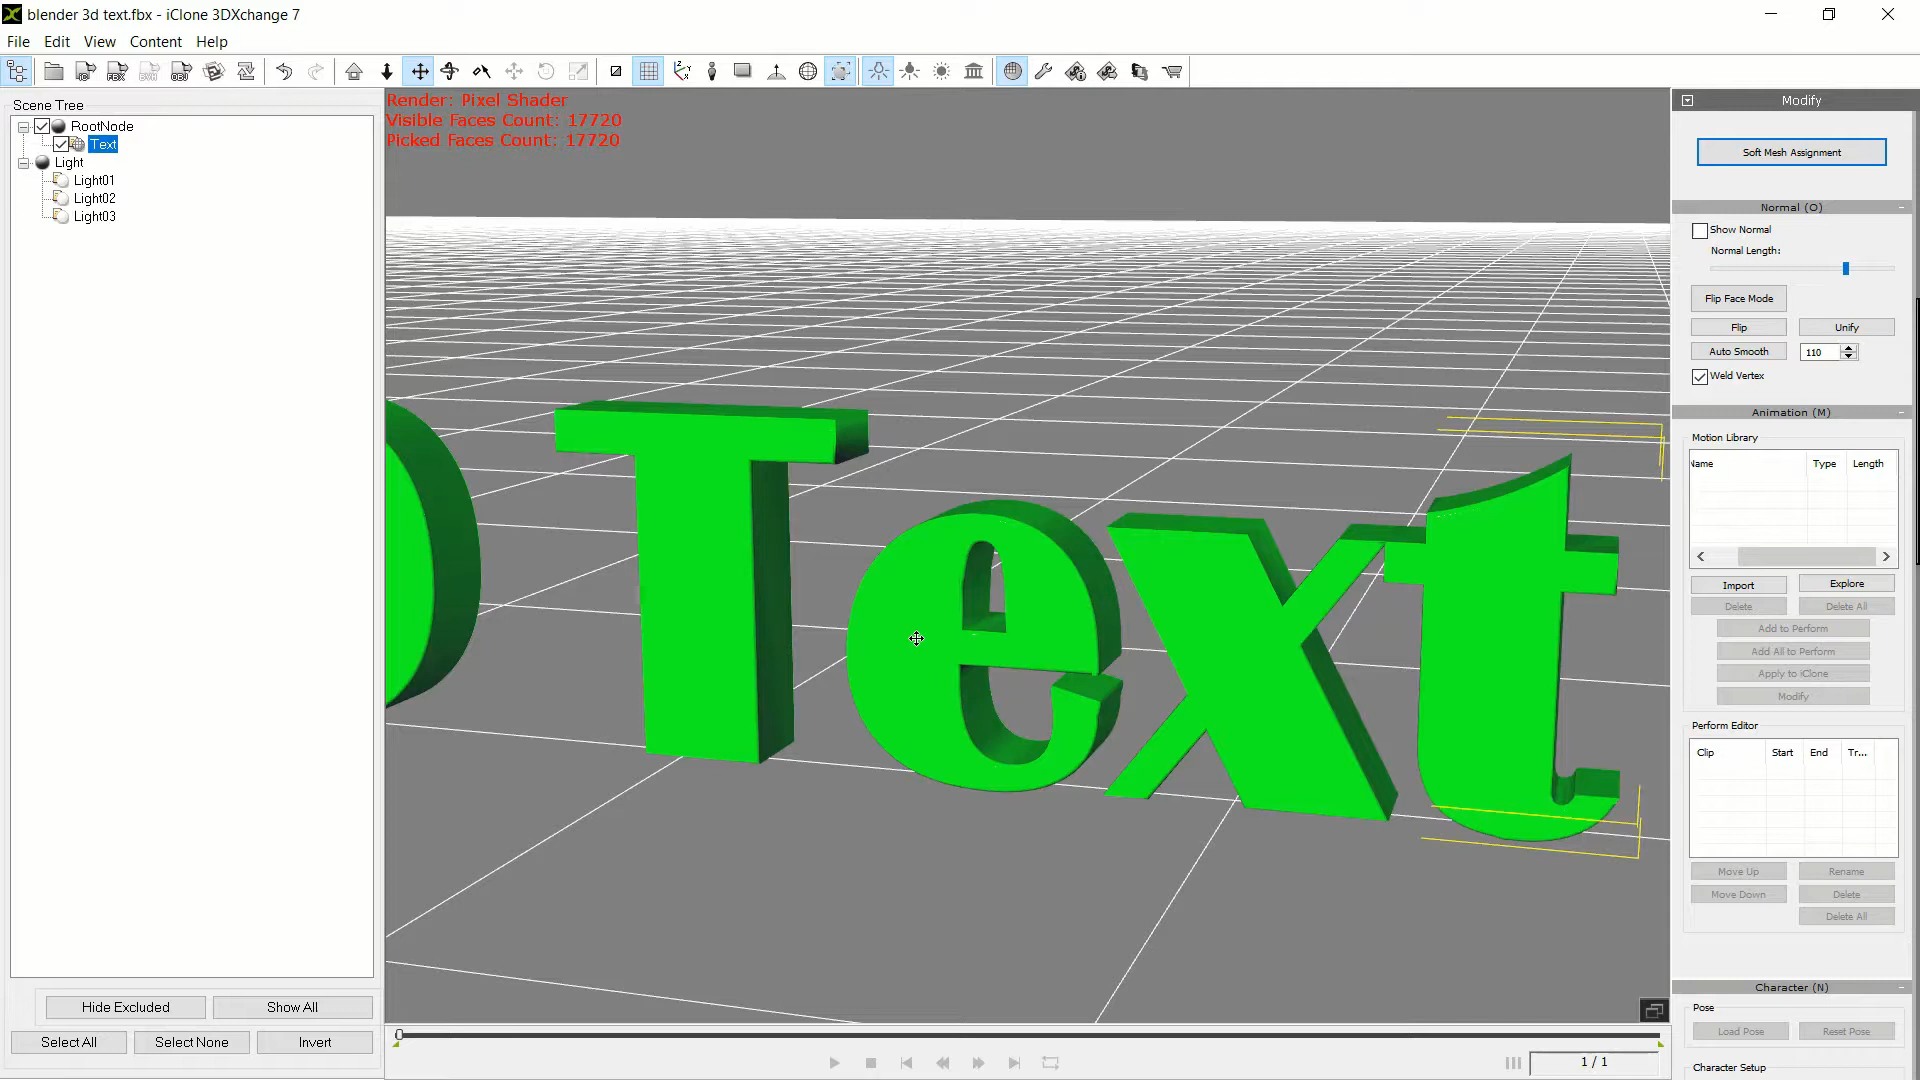 blender 3d text.fbx - iClone 3DXchange 7
File Edit View Content Help
Scene Tree
RootNode
Text
Light
Light01
Light02
Light03
Hide Excluded Show All
Select All Select None Invert
Render: Pixel Shader
Visible Faces Count: 17720
Picked Faces Count: 17720
D Text
1 / 1
Modify
Soft Mesh Assignment
Normal (O)
Show Normal
Normal Length:
Flip Face Mode
Flip Unify
Auto Smooth 110
Weld Vertex
Animation (M)
Motion Library
Name Type Length
Import Explore
Delete Delete All
Add to Perform
Add All to Perform
Apply to iClone
Modify
Perform Editor
Clip Start End Tr...
Move Up Rename
Move Down Delete
Delete All
Character (N)
Pose
Load Pose Reset Pose
Character Setup